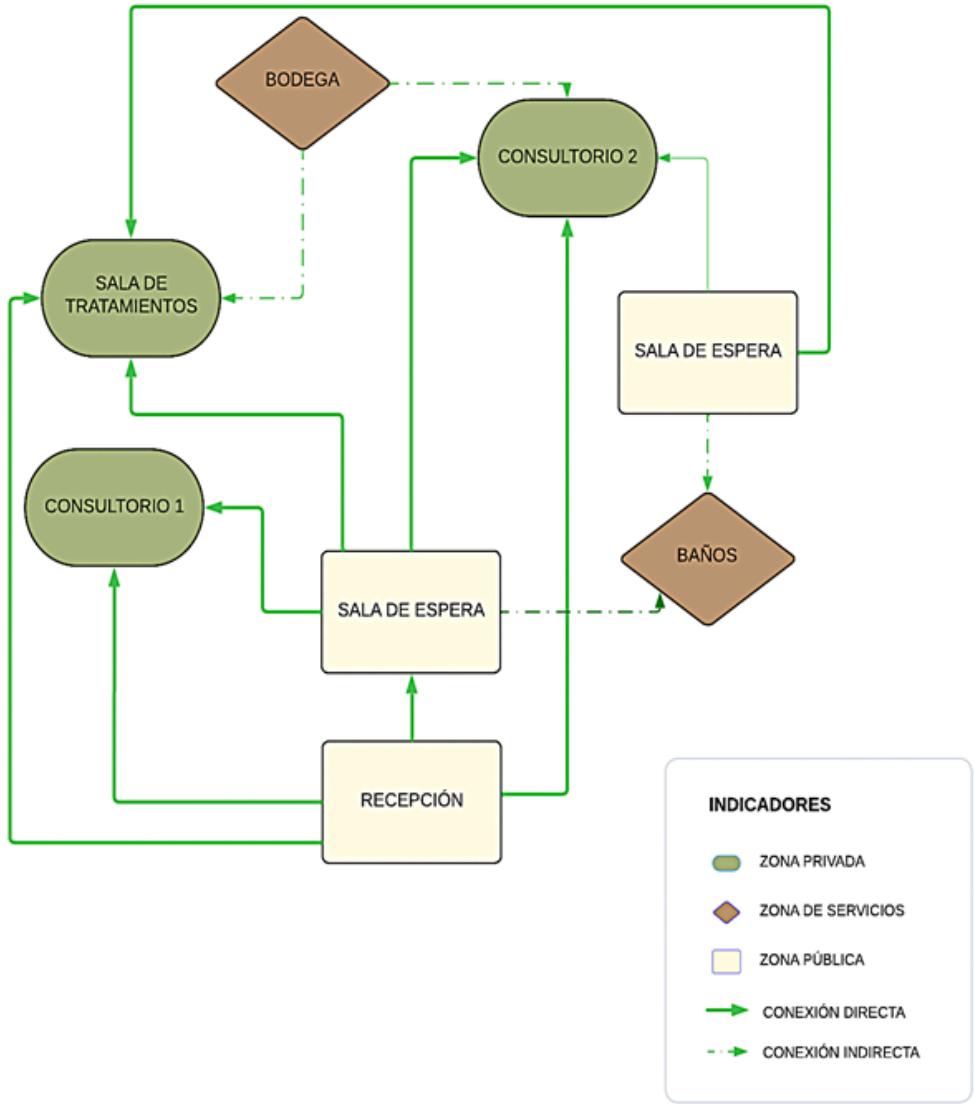 BODEGA
CONSULTORIO 2
SALA DE
TRATAMIENTOS
SALA DE ESPERA
CONSULTORIO 1
BAÑOS
SALA DE ESPERA
RECEPCIÓN
INDICADORES
ZONA PRIVADA
ZONA DE SERVICIOS
ZONA PÚBLICA
CONEXIÓN DIRECTA
CONEXIÓN INDIRECTA